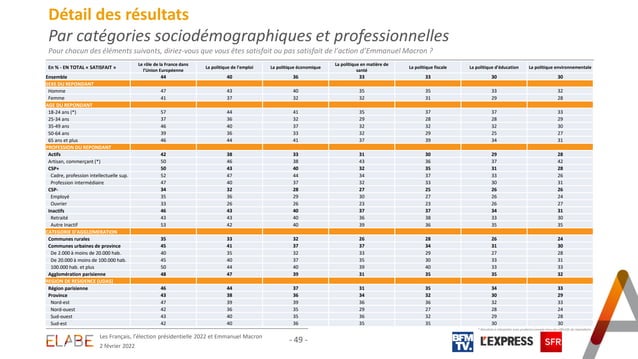 Détail des résultats
Par catégories sociodémographiques et professionnelles
Pour chacun des éléments suivants, diriez-vous que vous êtes satisfait ou pas satisfait de l'action d'Emmanuel Macron ?
En % - EN TOTAL « SATISFAIT » Le rôle de la France dans l'Union Européenne La politique de l'emploi La politique économique La politique en matière de santé La politique fiscale La politique d'éducation La politique environnementale
Ensemble 44 40 36 33 33 30 30
SEXE DU REPONDANT
Homme 47 43 40 35 35 33 32
Femme 41 37 32 32 31 29 28
AGE DU REPONDANT
18-24 ans (*) 57 44 41 35 37 37 33
25-34 ans 37 36 32 29 28 28 29
35-49 ans 46 40 37 32 32 32 30
50-64 ans 39 36 33 32 29 25 27
65 ans et plus 46 44 41 37 39 34 31
PROFESSION DU REPONDANT
Actifs 42 38 33 31 30 29 28
Artisan, commerçant (*) 50 46 38 43 36 37 42
CSP+ 50 43 40 32 35 31 28
Cadre, profession intellectuelle sup. 52 47 44 34 37 33 26
Profession intermédiaire 47 40 37 32 33 30 31
CSP- 34 32 28 27 25 26 26
Employé 35 36 29 30 27 26 24
Ouvrier 33 26 26 23 23 27 26
Inactifs 46 43 40 37 37 34 31
Retraité 43 43 40 36 38 33 30
Autre Inactif 53 42 40 39 36 35 35
CATEGORIE D'AGGLOMERATION
Communes rurales 35 33 32 26 28 26 24
Communes urbaines de province 45 41 37 37 34 31 30
De 2.000 à moins de 20.000 hab. 40 35 32 33 29 27 28
De 20.000 à moins de 100.000 hab. 45 40 37 35 30 33 31
100.000 hab. et plus 50 44 40 39 40 33 33
Agglomération parisienne 48 47 39 31 35 35 32
REGION DE RESIDENCE (UDA5)
Région parisienne 46 44 37 31 35 34 33
Province 43 38 36 34 32 30 29
Nord-est 47 39 39 36 36 32 33
Nord-ouest 42 36 35 29 27 28 24
Sud-ouest 42 40 35 36 32 29 28
Sud-est 42 40 36 35 35 30 30
ELABE
Les Français, l'élection présidentielle 2022 et Emmanuel Macron
2 février 2022
- 49 -
BFM TV.
L'EXPRESS
SFR